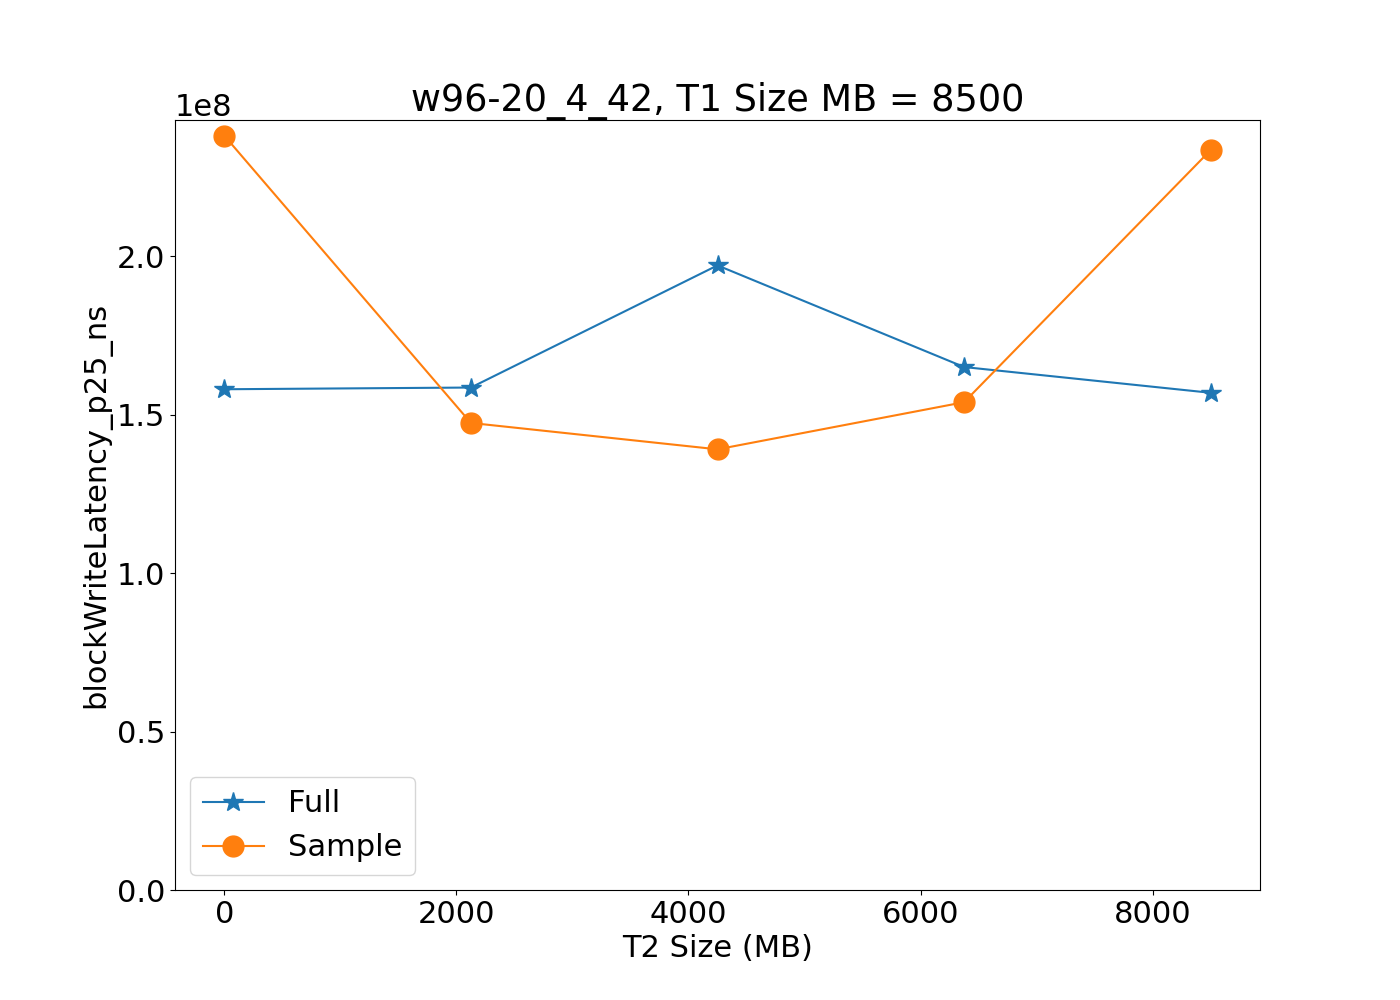 w96-20_4_42, T1 Size MB = 8500
1e8
2.0
1.5
1.0
0.5
0.0
blockWriteLatency_p25_ns
Full
Sample
0 2000 4000 6000 8000
T2 Size (MB)